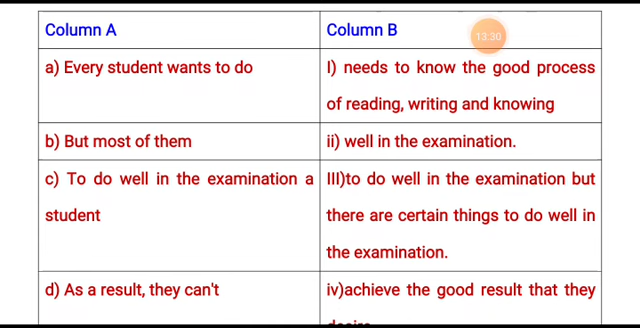 Column A
Column B
13:30
a) Every student wants to do
I) needs to know the good process
of reading, writing and knowing
b) But most of them
ii) well in the examination.
c) To do well in the examination a
student
III)to do well in the examination but
there are certain things to do well in
the examination.
d) As a result, they can't
iv)achieve the good result that they